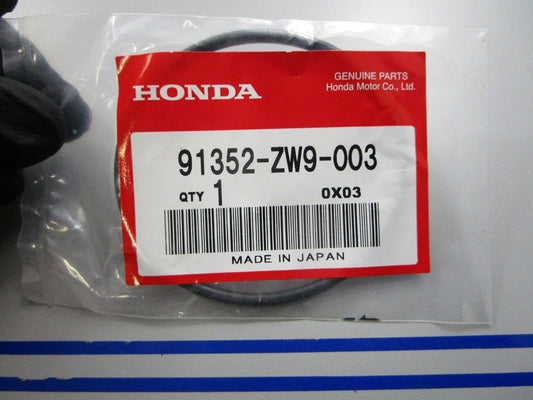 HONDA
GENUINE PARTS
Honda Motor Co., Ltd.
91352-ZW9-003
QTY 1 0X03
MADE IN JAPAN